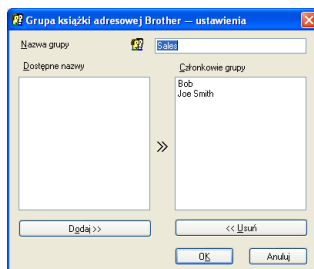 Grupa książki adresowej Brother — ustawienia
Nazwa grupy
Sales
Dostępne nazwy
Członkowie grupy
Bob
Joe Smith
>>
Dodaj >>
<< Usuń
OK
Anuluj